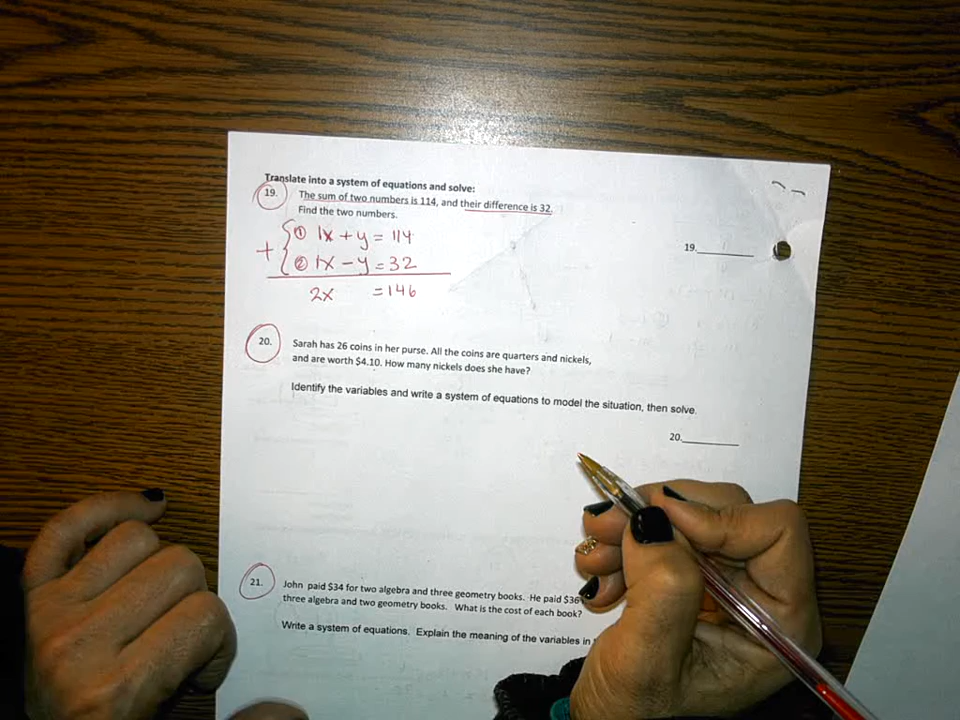 Translate into a system of equations and solve:
19. The sum of two numbers is 114, and their difference is 32.
Find the two numbers.
19.
+ { ① 1x + y = 114
② 1x - y = 32
2x = 146
20. Sarah has 26 coins in her purse. All the coins are quarters and nickels,
and are worth $4.10. How many nickels does she have?
Identify the variables and write a system of equations to model the situation, then solve.
20.
21. John paid $34 for two algebra and three geometry books. He paid $36
three algebra and two geometry books. What is the cost of each book?
Write a system of equations. Explain the meaning of the variables in